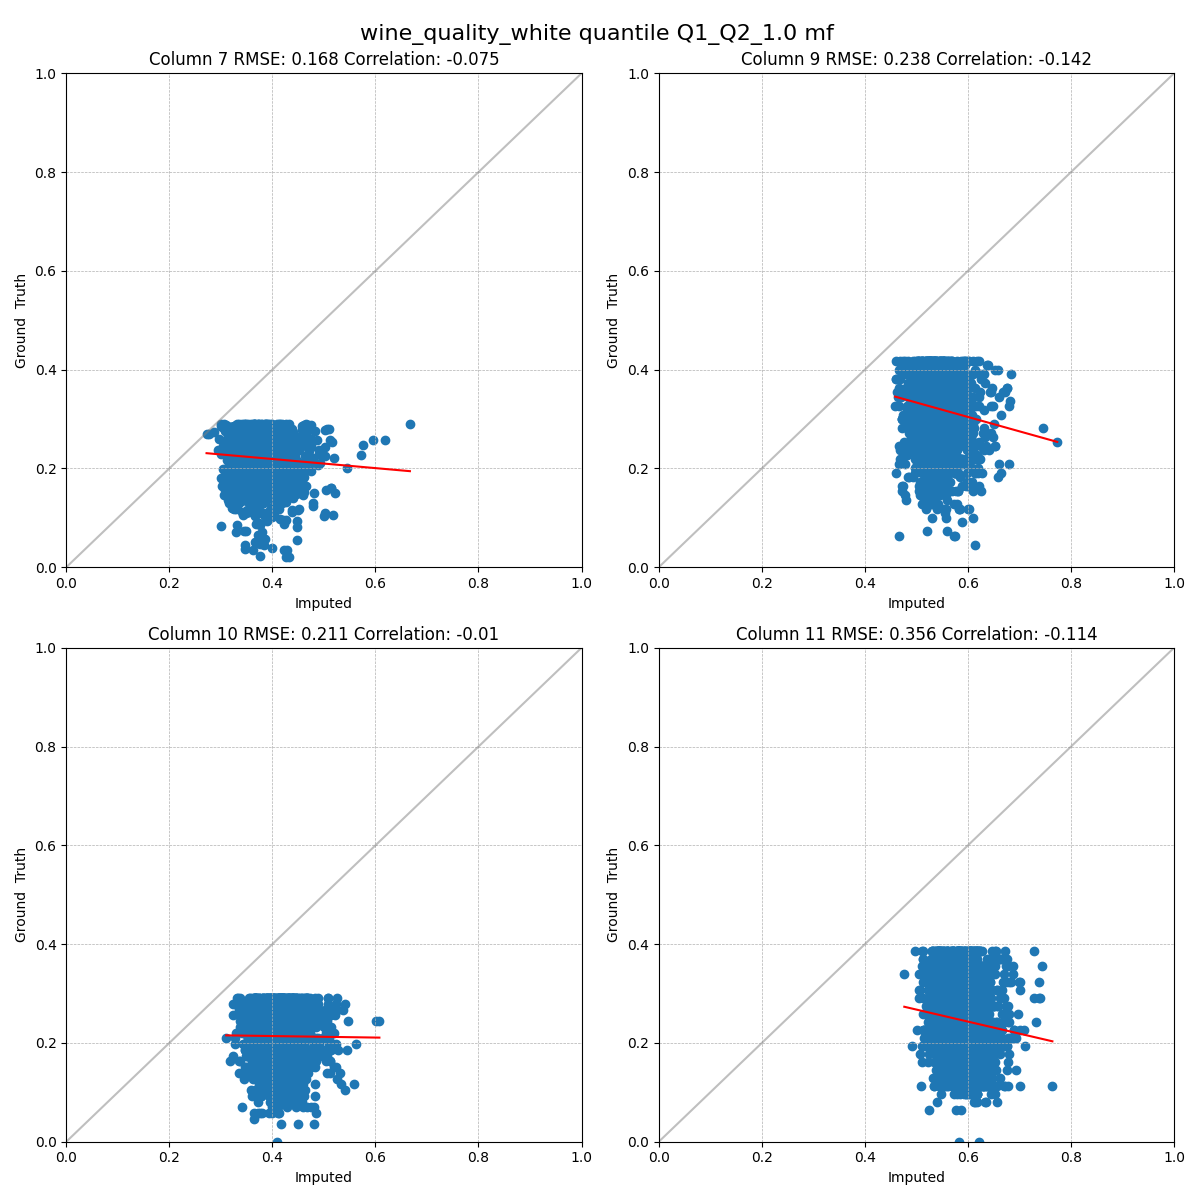 wine_quality_white quantile Q1_Q2_1.0 mf
Column 7 RMSE: 0.168 Correlation: -0.075
1.0
0.8
0.6
0.4
0.2
0.0
Ground Truth
0.0 0.2 0.4 0.6 0.8 1.0
Imputed
Column 9 RMSE: 0.238 Correlation: -0.142
1.0
0.8
0.6
0.4
0.2
0.0
Ground Truth
0.0 0.2 0.4 0.6 0.8 1.0
Imputed
Column 10 RMSE: 0.211 Correlation: -0.01
1.0
0.8
0.6
0.4
0.2
0.0
Ground Truth
0.0 0.2 0.4 0.6 0.8 1.0
Imputed
Column 11 RMSE: 0.356 Correlation: -0.114
1.0
0.8
0.6
0.4
0.2
0.0
Ground Truth
0.0 0.2 0.4 0.6 0.8 1.0
Imputed